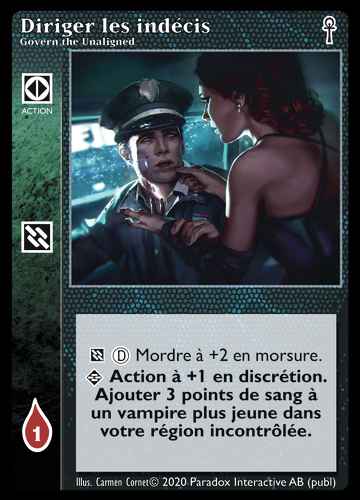 Diriger les indécis
Govern the Unaligned
ACTION
D Mordre à +2 en morsure.
Action à +1 en discrétion.
Ajouter 3 points de sang à
un vampire plus jeune dans
votre région incontrôlée.
1
Illus. Carmen Cornet© 2020 Paradox Interactive AB (publ)